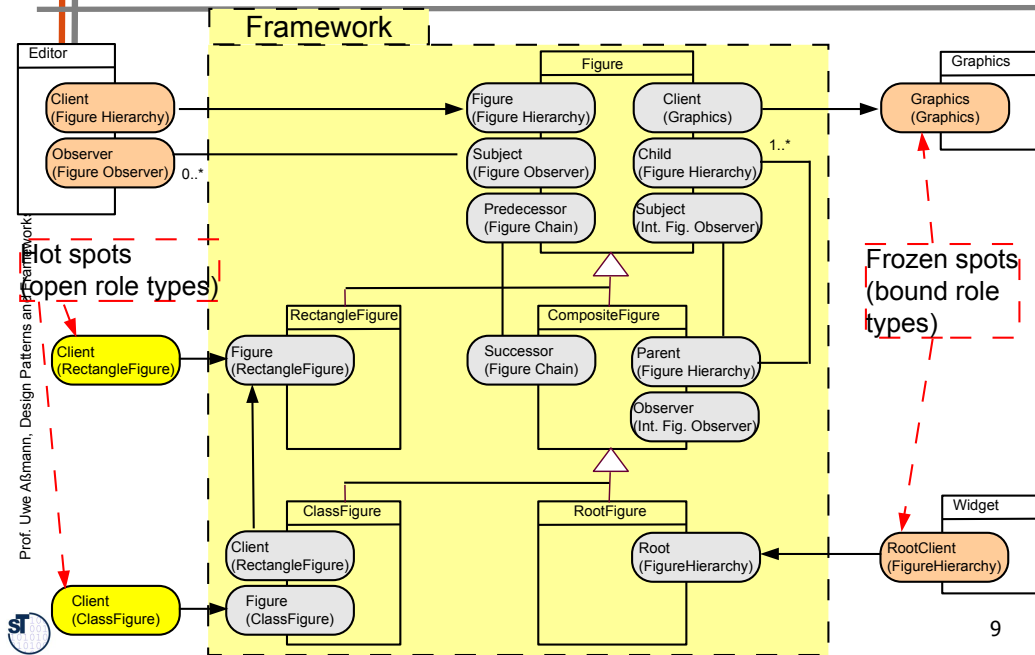 Framework
Editor
Client
(Figure Hierarchy)
Observer
(Figure Observer)
0..*
Figure
Figure
(Figure Hierarchy)
Subject
(Figure Observer)
Predecessor
(Figure Chain)
Client
(Graphics)
Child
(Figure Hierarchy)
1..*
Subject
(Int. Fig. Observer)
Graphics
Graphics
(Graphics)
Hot spots
(open role types)
Frozen spots
(bound role
types)
Client
(RectangleFigure)
RectangleFigure
Figure
(RectangleFigure)
CompositeFigure
Successor
(Figure Chain)
Parent
(Figure Hierarchy)
Observer
(Int. Fig. Observer)
ClassFigure
Client
(RectangleFigure)
Figure
(ClassFigure)
RootFigure
Root
(FigureHierarchy)
Widget
RootClient
(FigureHierarchy)
Client
(ClassFigure)
Prof. Uwe Aßmann, Design Patterns and Frameworks
ST
9